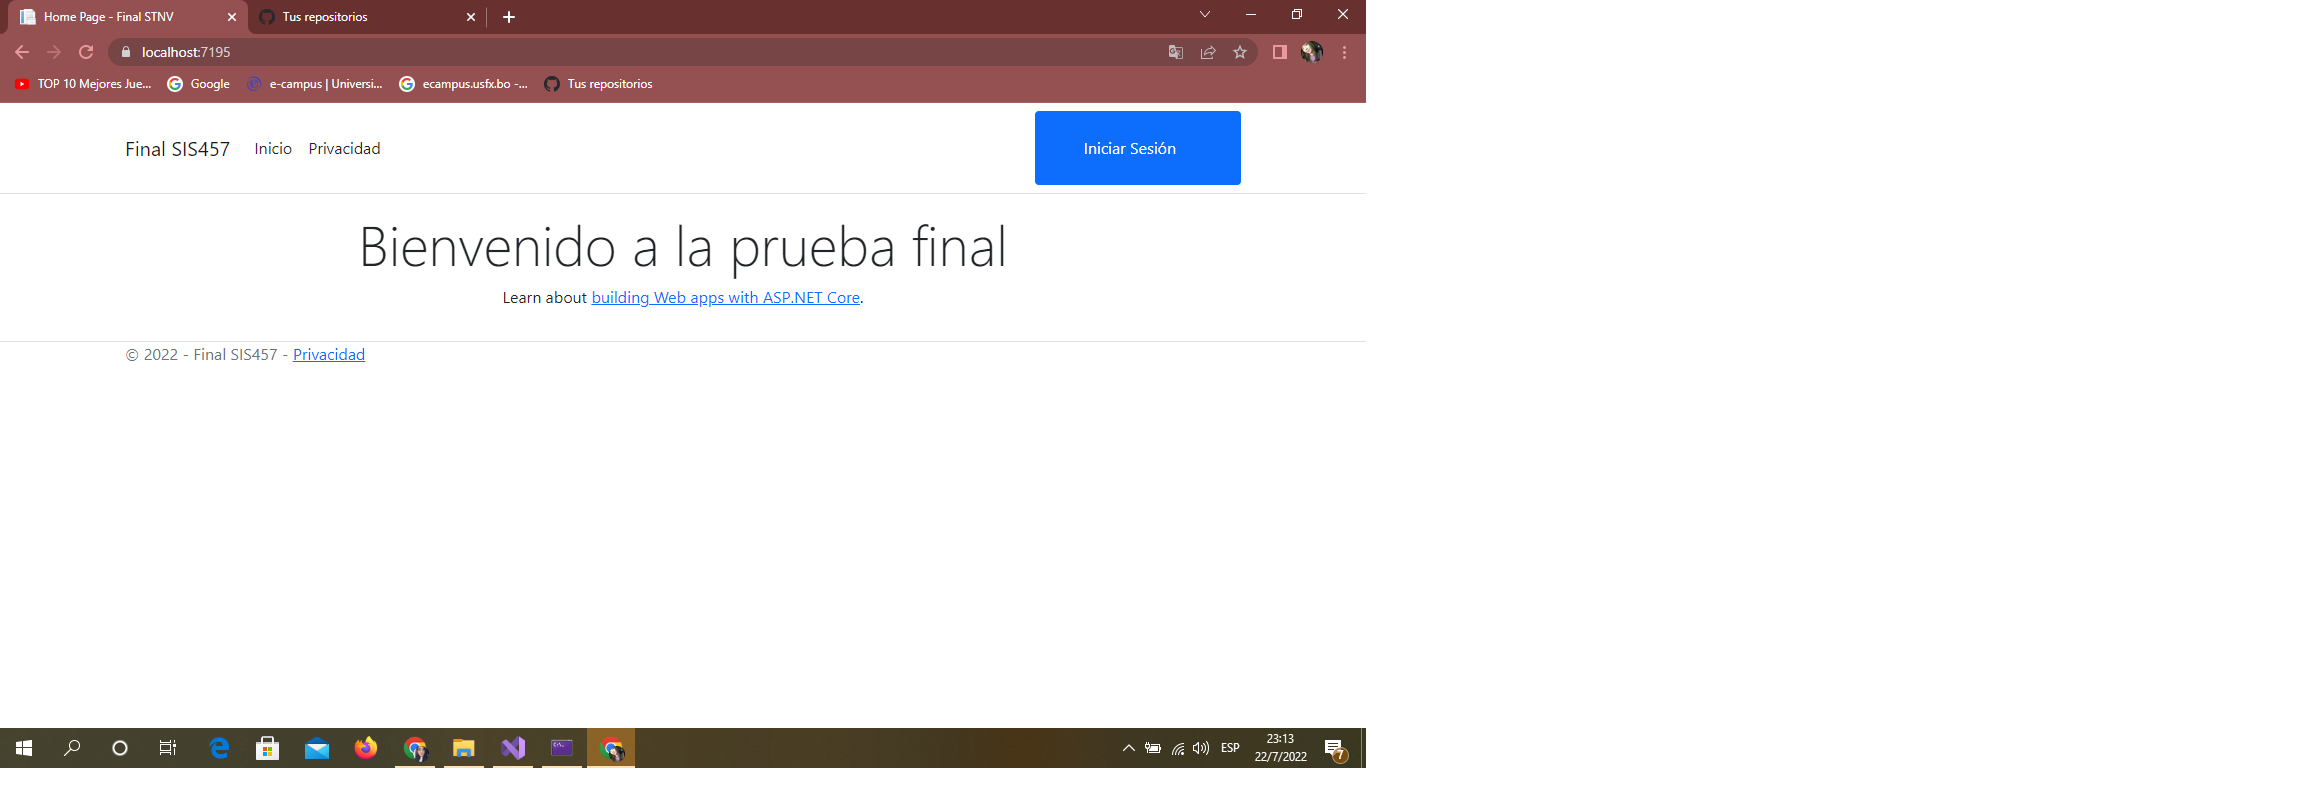 Home Page - Final STNV
Tus repositorios
localhost:7195
TOP 10 Mejores Jue...
Google
e-campus | Universi...
ecampus.usfx.bo -...
Tus repositorios
Final SIS457
Inicio
Privacidad
Iniciar Sesión
Bienvenido a la prueba final
Learn about building Web apps with ASP.NET Core.
© 2022 - Final SIS457 - Privacidad
ESP
23:13
22/7/2022
7